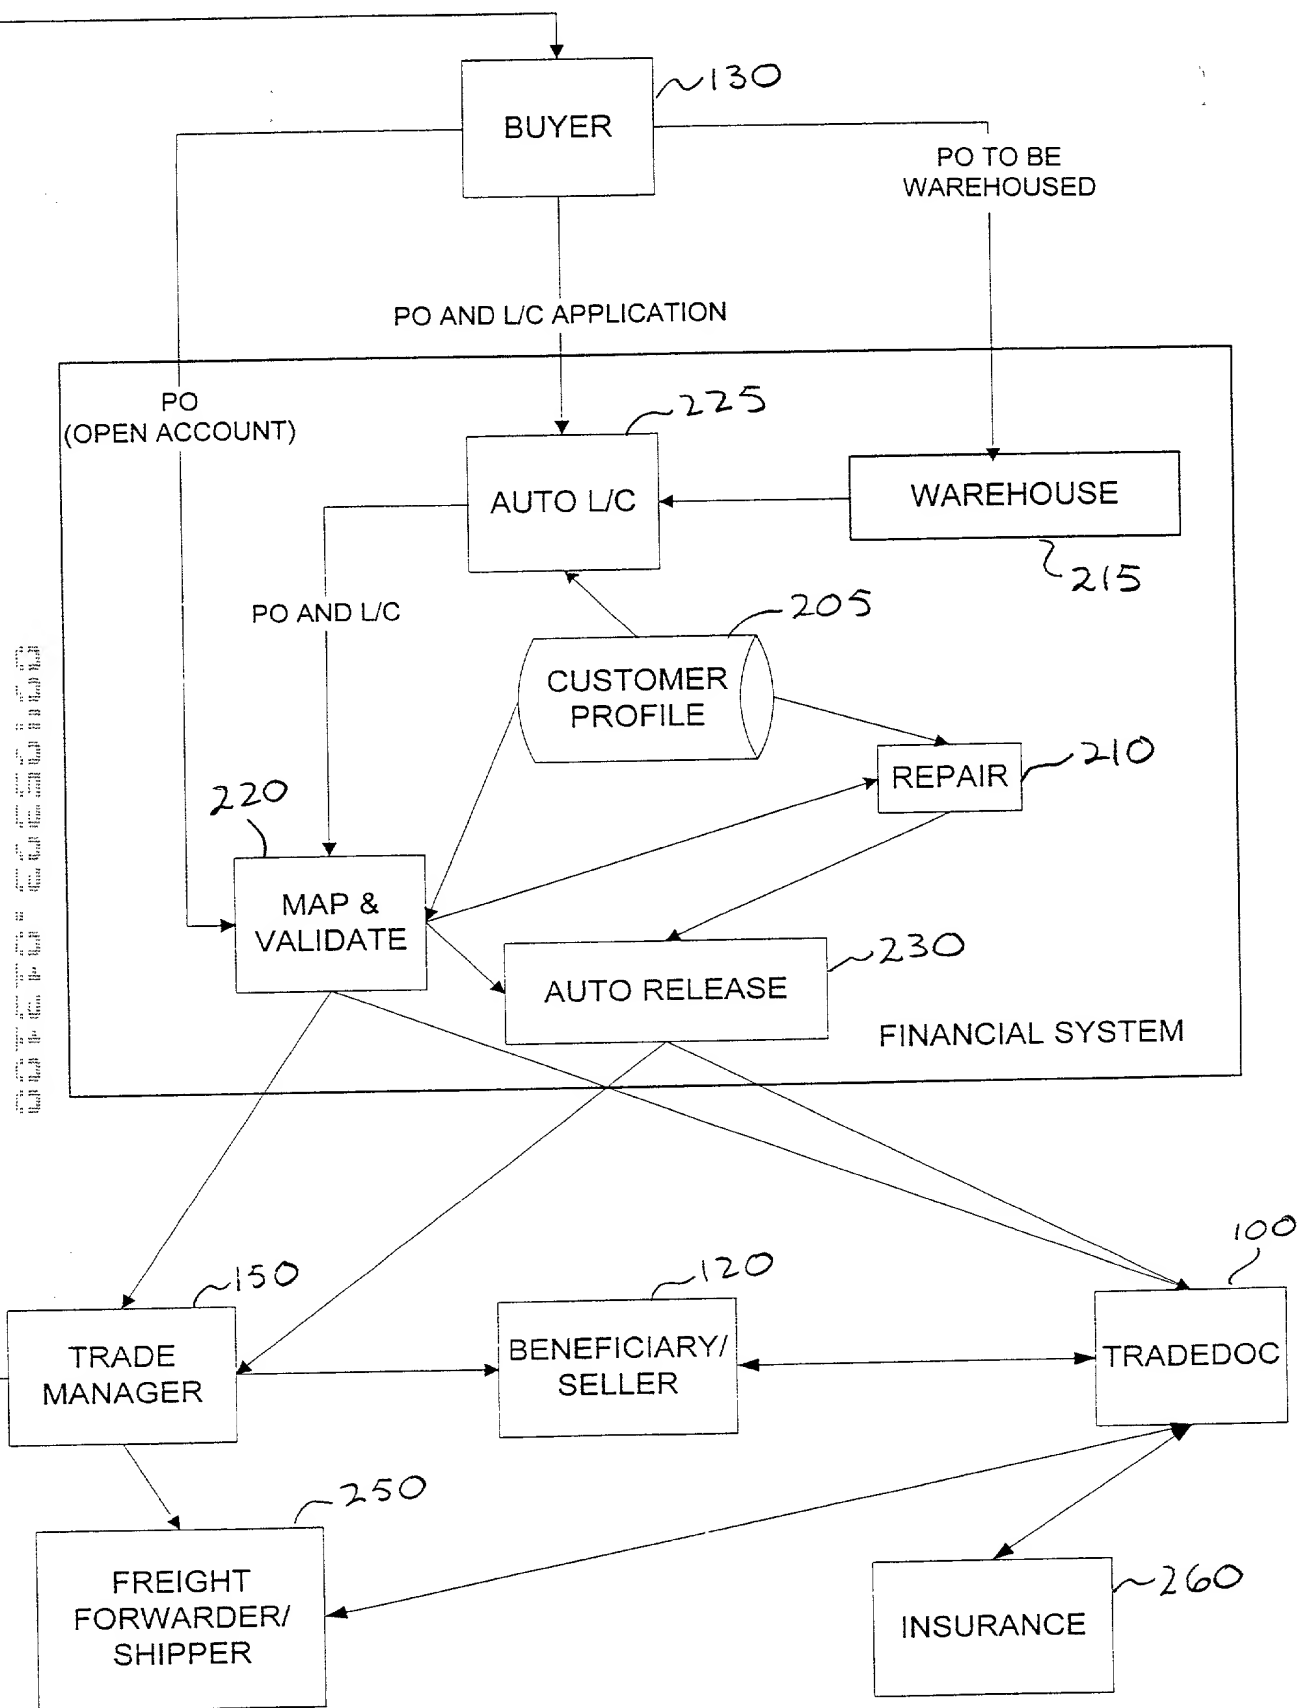 130
BUYER
PO TO BE
WAREHOUSED
PO AND L/C APPLICATION
PO
(OPEN ACCOUNT)
225
AUTO L/C
WAREHOUSE
215
PO AND L/C
205
CUSTOMER
PROFILE
REPAIR
210
220
MAP &
VALIDATE
230
AUTO RELEASE
FINANCIAL SYSTEM
150
TRADE
MANAGER
120
BENEFICIARY/
SELLER
100
TRADEDOC
250
FREIGHT
FORWARDER/
SHIPPER
260
INSURANCE